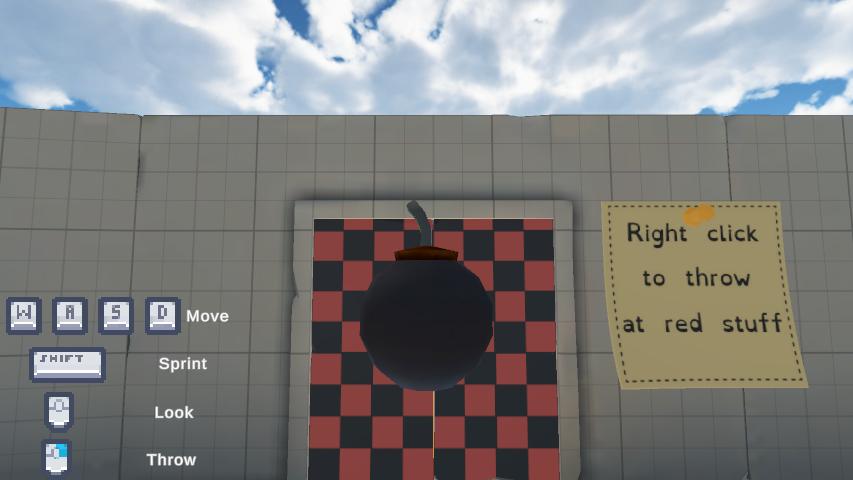 Right click
to throw
at red stuff
W A S D Move
SHIFT Sprint
Look
Throw